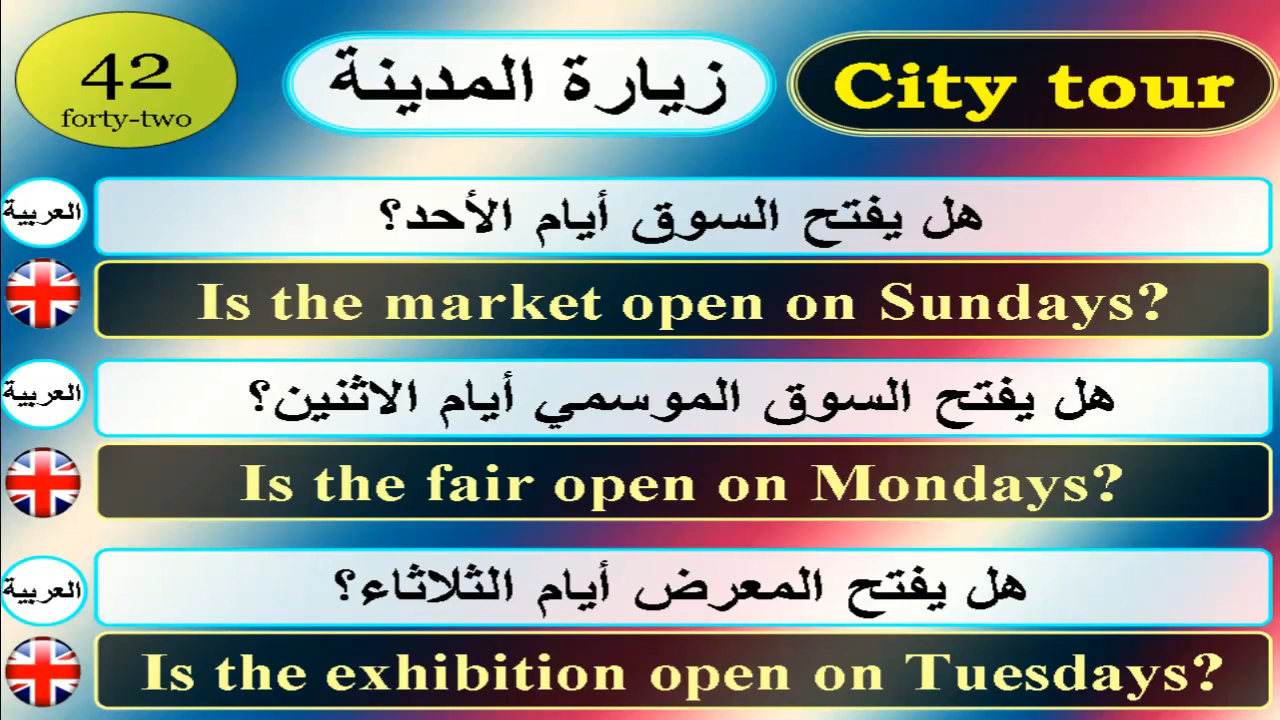 42
forty-two
زيارة المدينة
City tour
العربية
هل يفتح السوق أيام الأحد؟
Is the market open on Sundays?
العربية
هل يفتح السوق الموسمي أيام الاثنين؟
Is the fair open on Mondays?
العربية
هل يفتح المعرض أيام الثلاثاء؟
Is the exhibition open on Tuesdays?